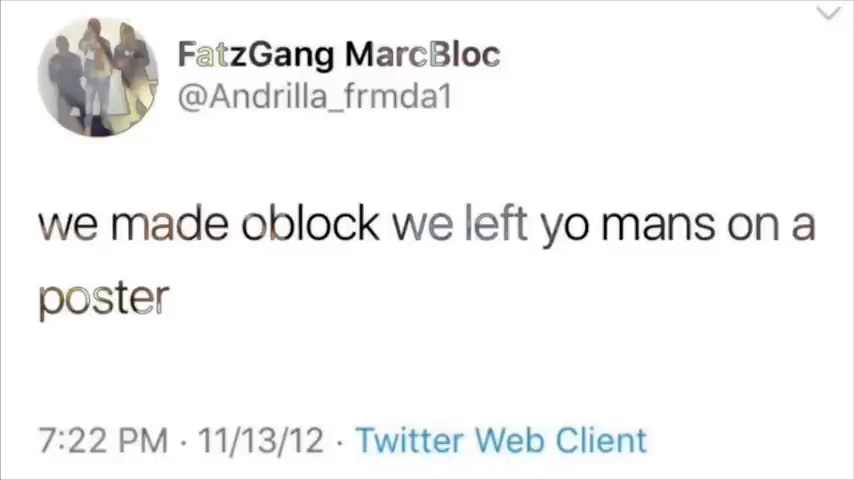 FatzGang MarcBloc
@Andrilla_frmda1
we made oblock we left yo mans on a
poster
7:22 PM · 11/13/12 · Twitter Web Client